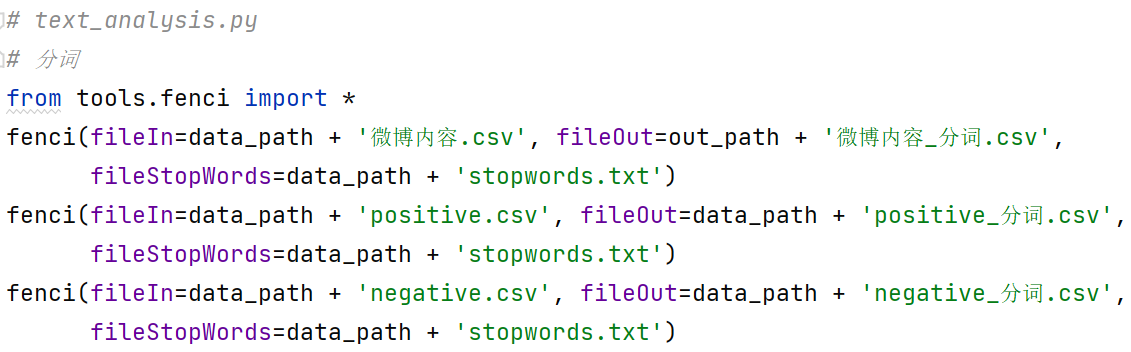 # text_analysis.py
# 分词
from tools.fenci import *
fenci(fileIn=data_path + '微博内容.csv', fileOut=out_path + '微博内容_分词.csv',
fileStopWords=data_path + 'stopwords.txt')
fenci(fileIn=data_path + 'positive.csv', fileOut=data_path + 'positive_分词.csv',
fileStopWords=data_path + 'stopwords.txt')
fenci(fileIn=data_path + 'negative.csv', fileOut=data_path + 'negative_分词.csv',
fileStopWords=data_path + 'stopwords.txt')